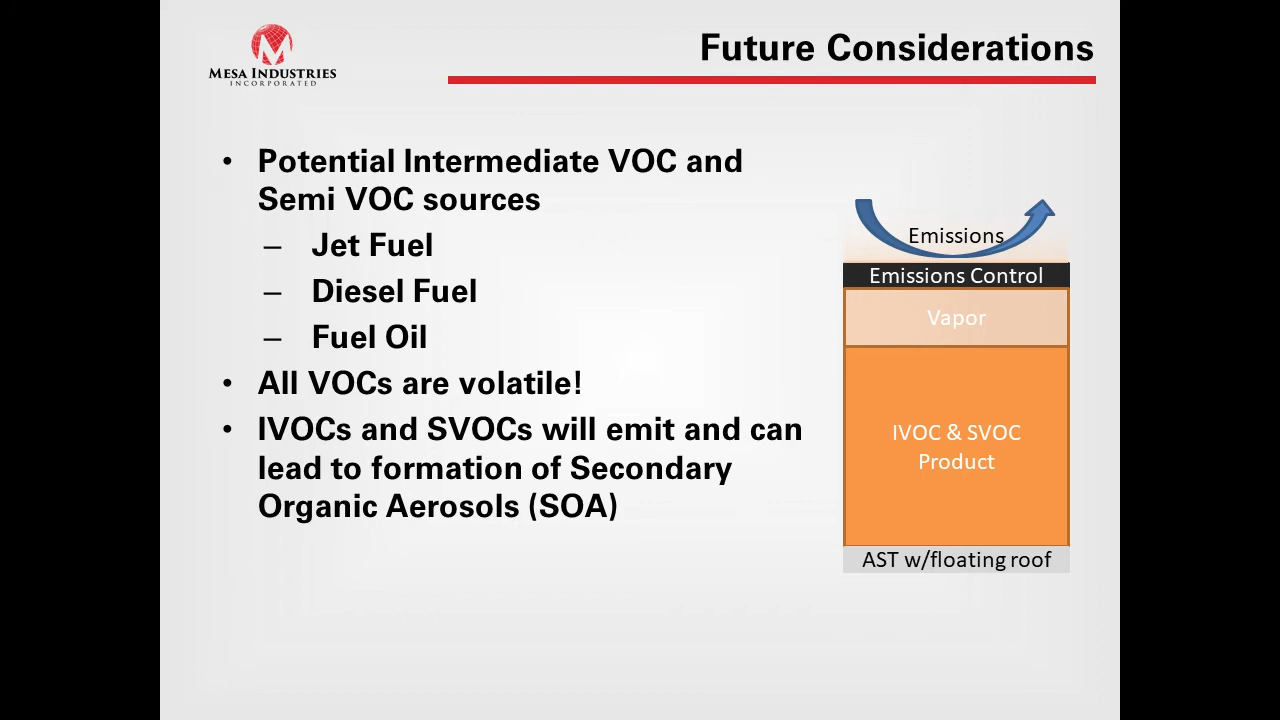 MESA INDUSTRIES
INCORPORATED
Future Considerations
• Potential Intermediate VOC and
Semi VOC sources
– Jet Fuel
– Diesel Fuel
– Fuel Oil
• All VOCs are volatile!
• IVOCs and SVOCs will emit and can
lead to formation of Secondary
Organic Aerosols (SOA)
Emissions
Emissions Control
Vapor
IVOC & SVOC
Product
AST w/floating roof